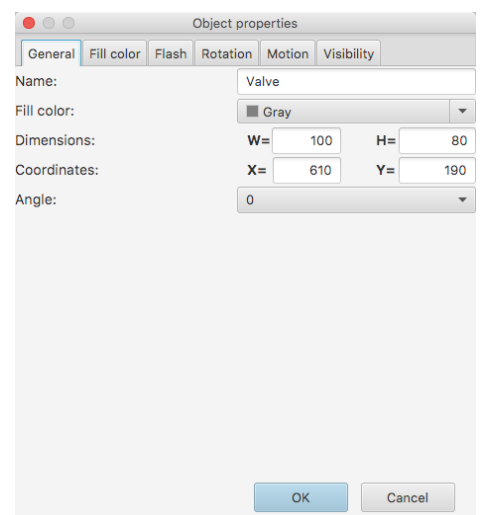 Object properties
General Fill color Flash Rotation Motion Visibility
Name: Valve
Fill color: Gray
Dimensions: W= 100 H= 80
Coordinates: X= 610 Y= 190
Angle: 0
OK Cancel